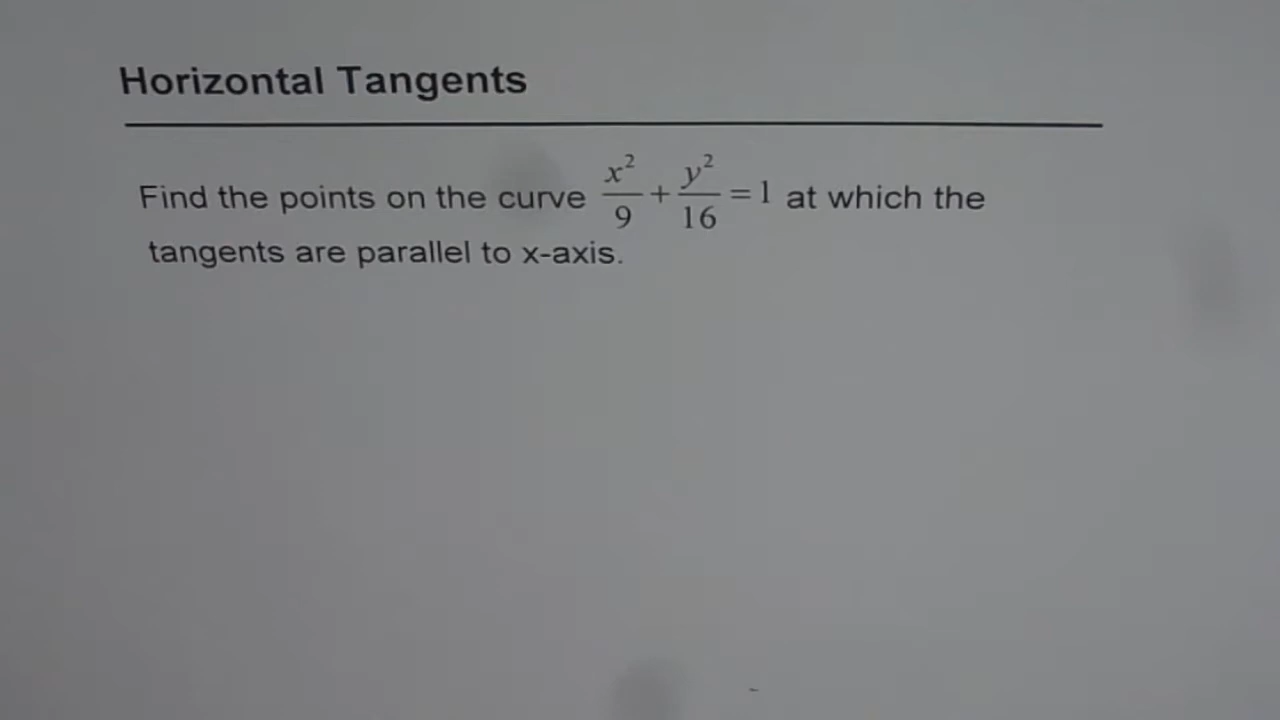 Horizontal Tangents
Find the points on the curve x²/9 + y²/16 = 1 at which the
tangents are parallel to x-axis.